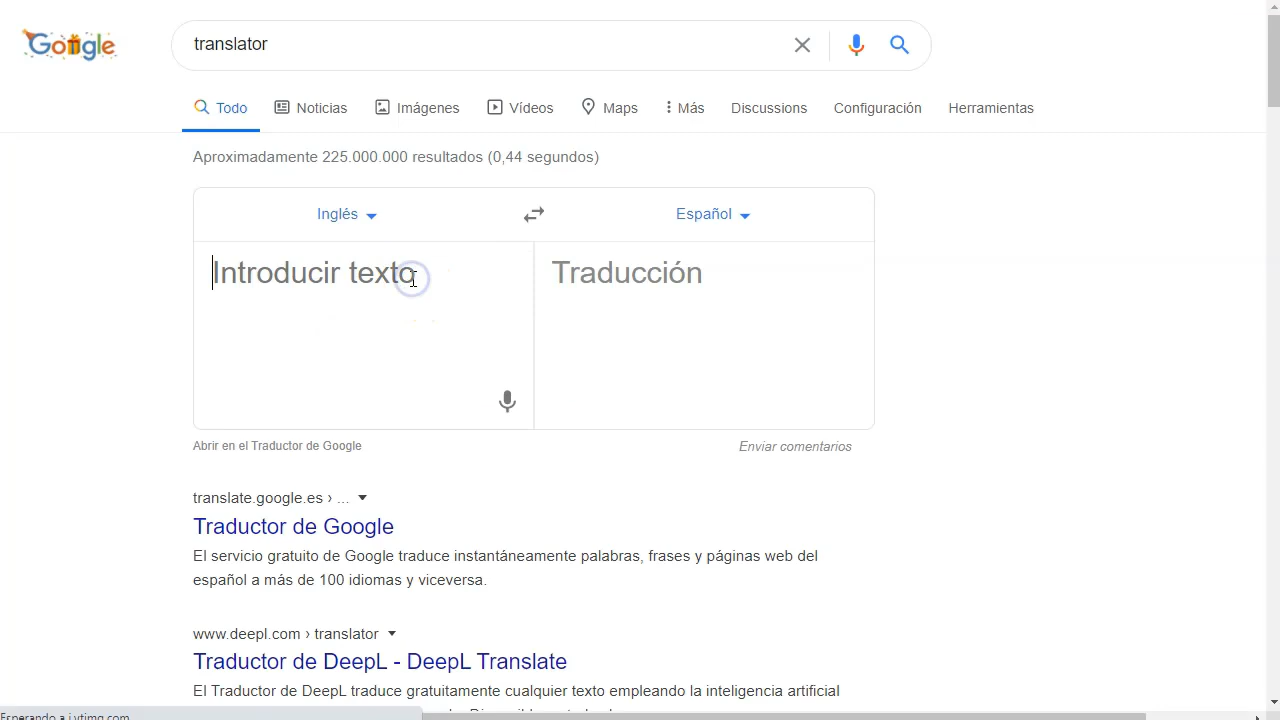 Google
translator
Todo Noticias Imágenes Vídeos Maps Más Discussions Configuración Herramientas
Aproximadamente 225.000.000 resultados (0,44 segundos)
Inglés Español
Introducir texto Traducción
Abrir en el Traductor de Google Enviar comentarios
translate.google.es › ...
Traductor de Google
El servicio gratuito de Google traduce instantáneamente palabras, frases y páginas web del
español a más de 100 idiomas y viceversa.
www.deepl.com › translator
Traductor de DeepL - DeepL Translate
El Traductor de DeepL traduce gratuitamente cualquier texto empleando la inteligencia artificial
Esperando a i.ytimg.com